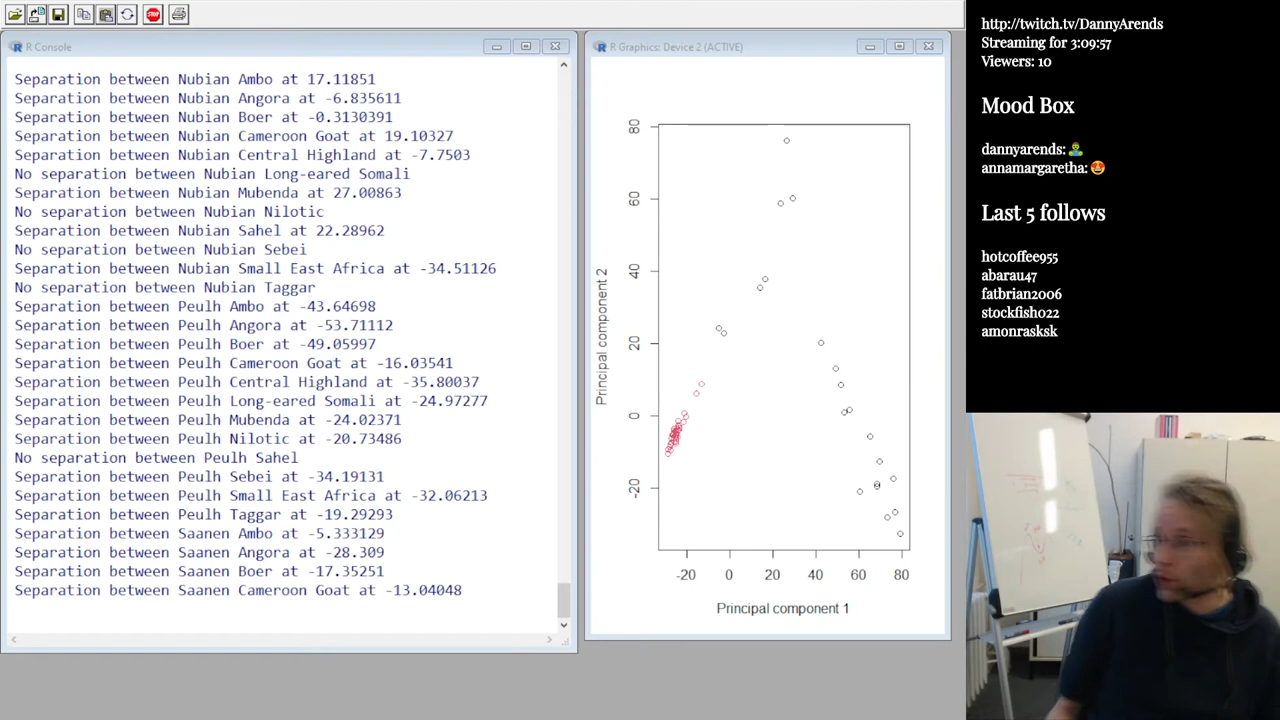 R Console
Separation between Nubian Ambo at 17.11851
Separation between Nubian Angora at -6.835611
Separation between Nubian Boer at -0.3130391
Separation between Nubian Cameroon Goat at 19.10327
Separation between Nubian Central Highland at -7.7503
No separation between Nubian Long-eared Somali
Separation between Nubian Mubenda at 27.00863
No separation between Nubian Nilotic
Separation between Nubian Sahel at 22.28962
No separation between Nubian Sebei
Separation between Nubian Small East Africa at -34.51126
No separation between Nubian Taggar
Separation between Peulh Ambo at -43.64698
Separation between Peulh Angora at -53.71112
Separation between Peulh Boer at -49.05997
Separation between Peulh Cameroon Goat at -16.03541
Separation between Peulh Central Highland at -35.80037
Separation between Peulh Long-eared Somali at -24.97277
Separation between Peulh Mubenda at -24.02371
Separation between Peulh Nilotic at -20.73486
No separation between Peulh Sahel
Separation between Peulh Sebei at -34.19131
Separation between Peulh Small East Africa at -32.06213
Separation between Peulh Taggar at -19.29293
Separation between Saanen Ambo at -5.333129
Separation between Saanen Angora at -28.309
Separation between Saanen Boer at -17.35251
Separation between Saanen Cameroon Goat at -13.04048
R Graphics: Device 2 (ACTIVE)
Principal component 2
80
60
40
20
0
-20
-20 0 20 40 60 80
Principal component 1
http://twitch.tv/DannyArends
Streaming for 3:09:57
Viewers: 10
Mood Box
dannyarends:
annamargaretha:
Last 5 follows
hotcoffee955
abarau47
fatbrian2006
stockfish022
amonrasksk
STOP